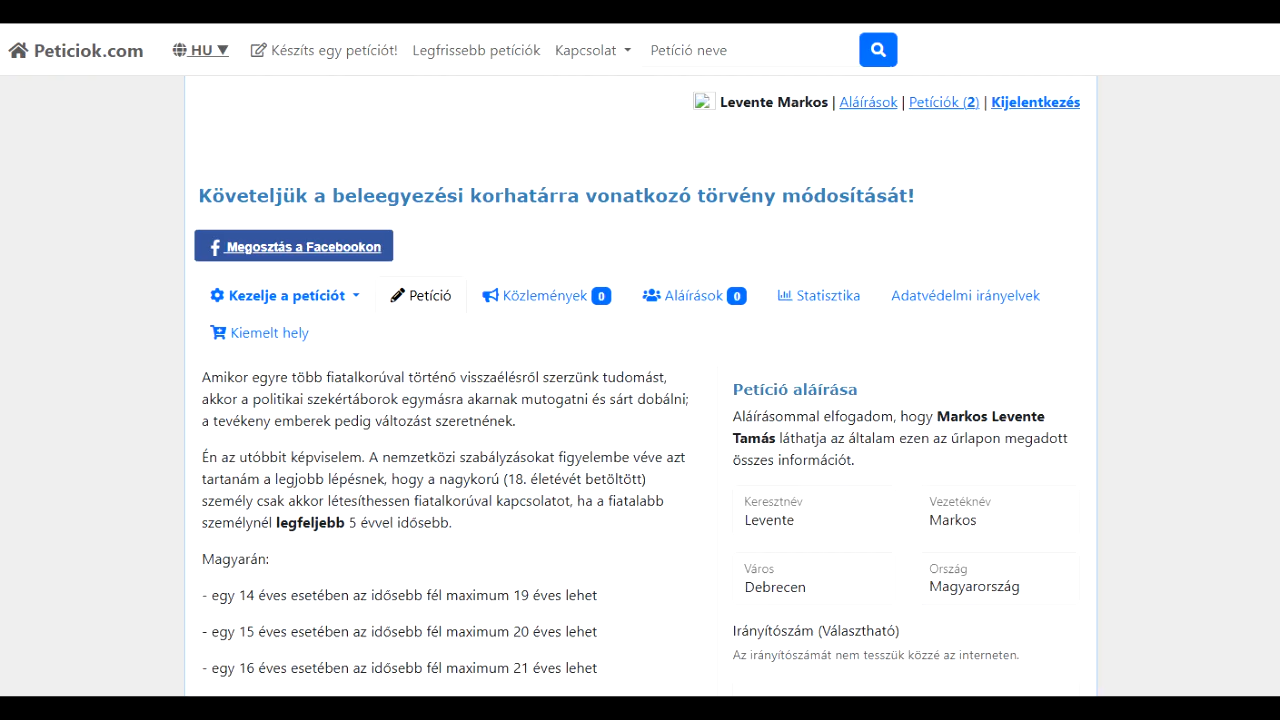 Peticiok.com HU ▼ Készíts egy petíciót! Legfrissebb petíciók Kapcsolat Petíció neve
Levente Markos | Aláírások | Petíciók (2) | Kijelentkezés
Követeljük a beleegyezési korhatárra vonatkozó törvény módosítását!
Megosztás a Facebookon
Kezelje a petíciót Petíció Közlemények 0 Aláírások 0 Statisztika Adatvédelmi irányelvek
Kiemelt hely
Amikor egyre több fiatalkorúval történő visszaélésről szerzünk tudomást,
akkor a politikai szekértáborok egymásra akarnak mutogatni és sárt dobálni;
a tevékeny emberek pedig változást szeretnének.
Én az utóbbit képviselem. A nemzetközi szabályzásokat figyelembe véve azt
tartanám a legjobb lépésnek, hogy a nagykorú (18. életévét betöltött)
személy csak akkor létesíthessen fiatalkorúval kapcsolatot, ha a fiatalabb
személynél legfeljebb 5 évvel idősebb.
Magyarán:
- egy 14 éves esetében az idősebb fél maximum 19 éves lehet
- egy 15 éves esetében az idősebb fél maximum 20 éves lehet
- egy 16 éves esetében az idősebb fél maximum 21 éves lehet
Petíció aláírása
Aláírásommal elfogadom, hogy Markos Levente
Tamás láthatja az általam ezen az úrlapon megadott
összes információt.
Keresztnév Vezetéknév
Levente Markos
Város Ország
Debrecen Magyarország
Irányítószám (Választható)
Az irányítószámát nem tesszük közzé az interneten.